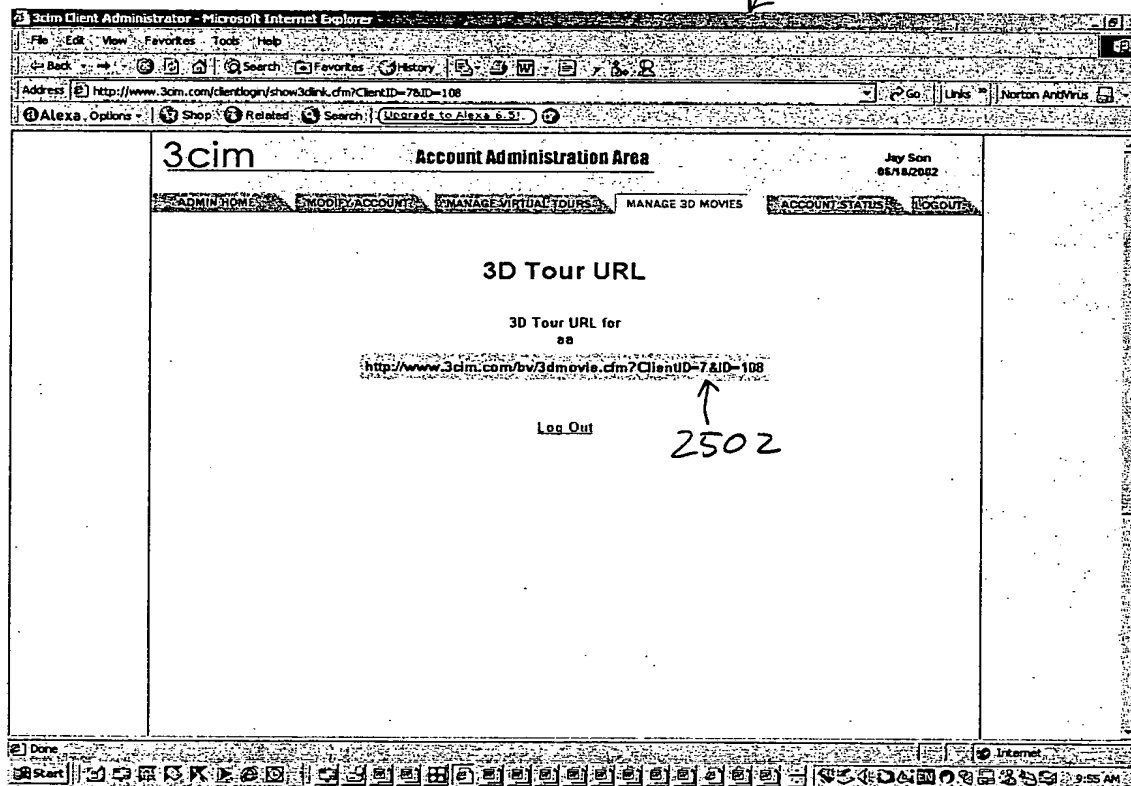 3cim Client Administrator - Microsoft Internet Explorer
File Edit View Favorites Tools Help
Back Search Favorites History
Address http://www.3cim.com/clientlogin/show3dlink.cfm?ClientID=7&ID=108 Go Links » Norton AntiVirus
Alexa. Options Shop Related Search (Upgrade to Alexa 6.5!.)
3cim Account Administration Area Jay Son
06/18/2002
ADMIN HOME MODIFY ACCOUNT MANAGE VIRTUAL TOURS MANAGE 3D MOVIES ACCOUNT STATUS LOGOUT
3D Tour URL
3D Tour URL for
aa
http://www.3cim.com/bv/3dmovie.cfm?ClientID=7&ID=108
Log Out
2502
Done Internet
Start 9:55 AM